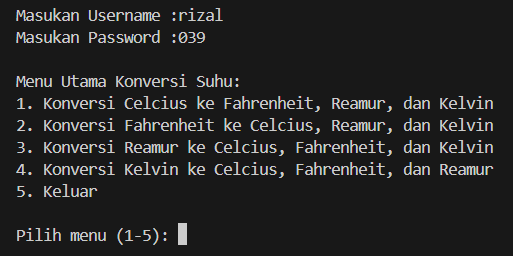 Masukan Username :rizal
Masukan Password :039
Menu Utama Konversi Suhu:
1. Konversi Celcius ke Fahrenheit, Reamur, dan Kelvin
2. Konversi Fahrenheit ke Celcius, Reamur, dan Kelvin
3. Konversi Reamur ke Celcius, Fahrenheit, dan Kelvin
4. Konversi Kelvin ke Celcius, Fahrenheit, dan Reamur
5. Keluar
Pilih menu (1-5):